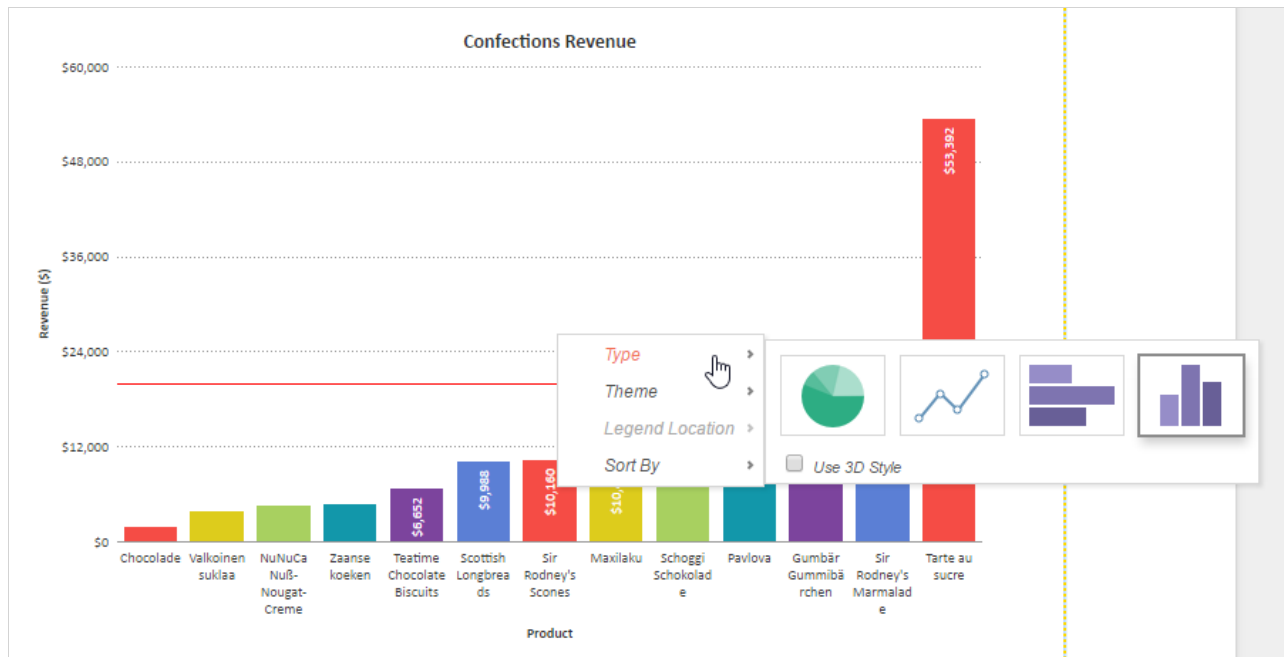 Confections Revenue
$60,000
$48,000
$36,000
$24,000
$12,000
$0
Revenue ($)
$6,652
$9,988
$10,160
$53,392
Type
Theme
Legend Location
Sort By
Use 3D Style
Chocolade
Valkoinen
suklaa
NuNuCa
Nuß-
Nougat-
Creme
Zaanse
koeken
Teatime
Chocolate
Biscuits
Scottish
Longbrea
ds
Sir
Rodney's
Scones
Maxilaku
Schoggi
Schokolad
e
Pavlova
Gumbär
Gummibä
rchen
Sir
Rodney's
Marmalad
e
Tarte au
sucre
Product